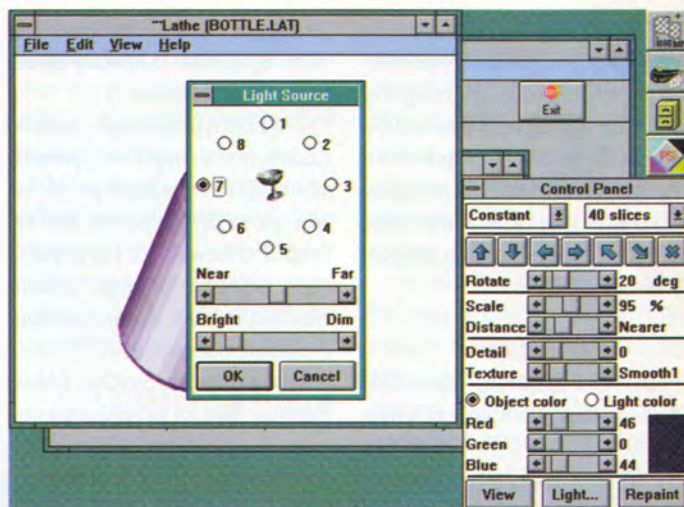 Lathe (BOTTLE.LAT)
File Edit View Help
Light Source
1
8 2
7 3
6 4
5
Near Far
Bright Dim
OK Cancel
Exit
Control Panel
Constant 40 slices
Rotate 20 deg
Scale 95 %
Distance Nearer
Detail 0
Texture Smooth1
Object color Light color
Red 46
Green 0
Blue 44
View Light... Repaint